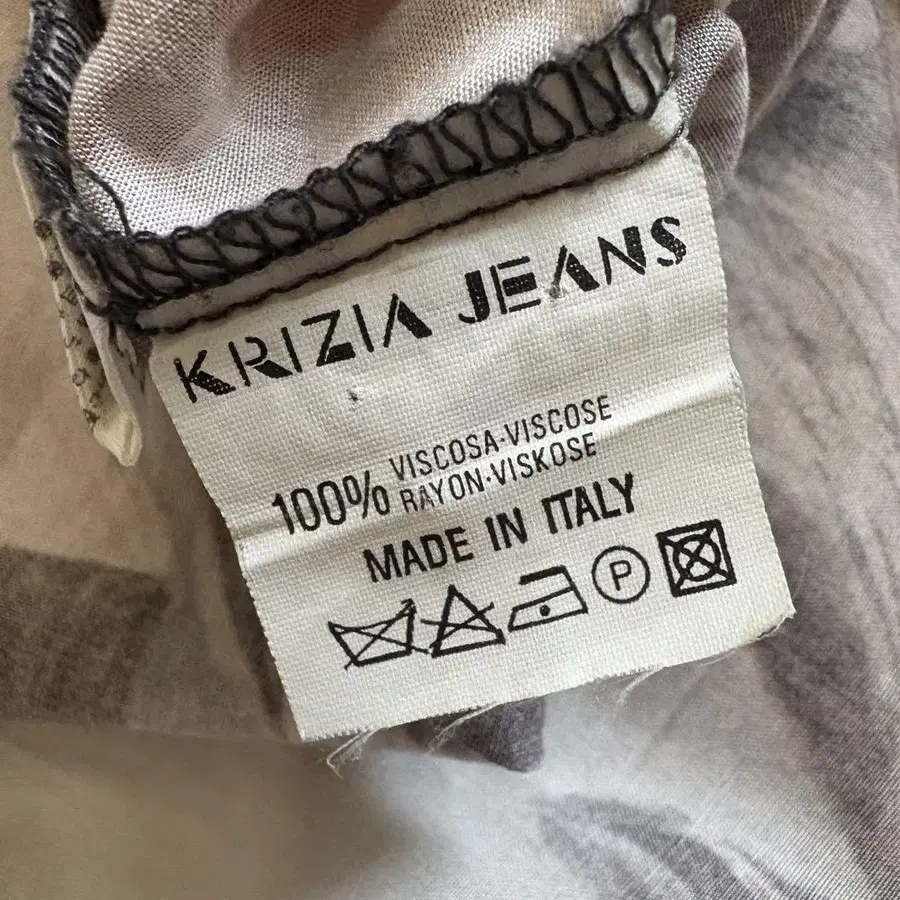 KRIZIA JEANS
100% VISCOSA·VISCOSE
RAYON·VISKOSE
MADE IN ITALY
P